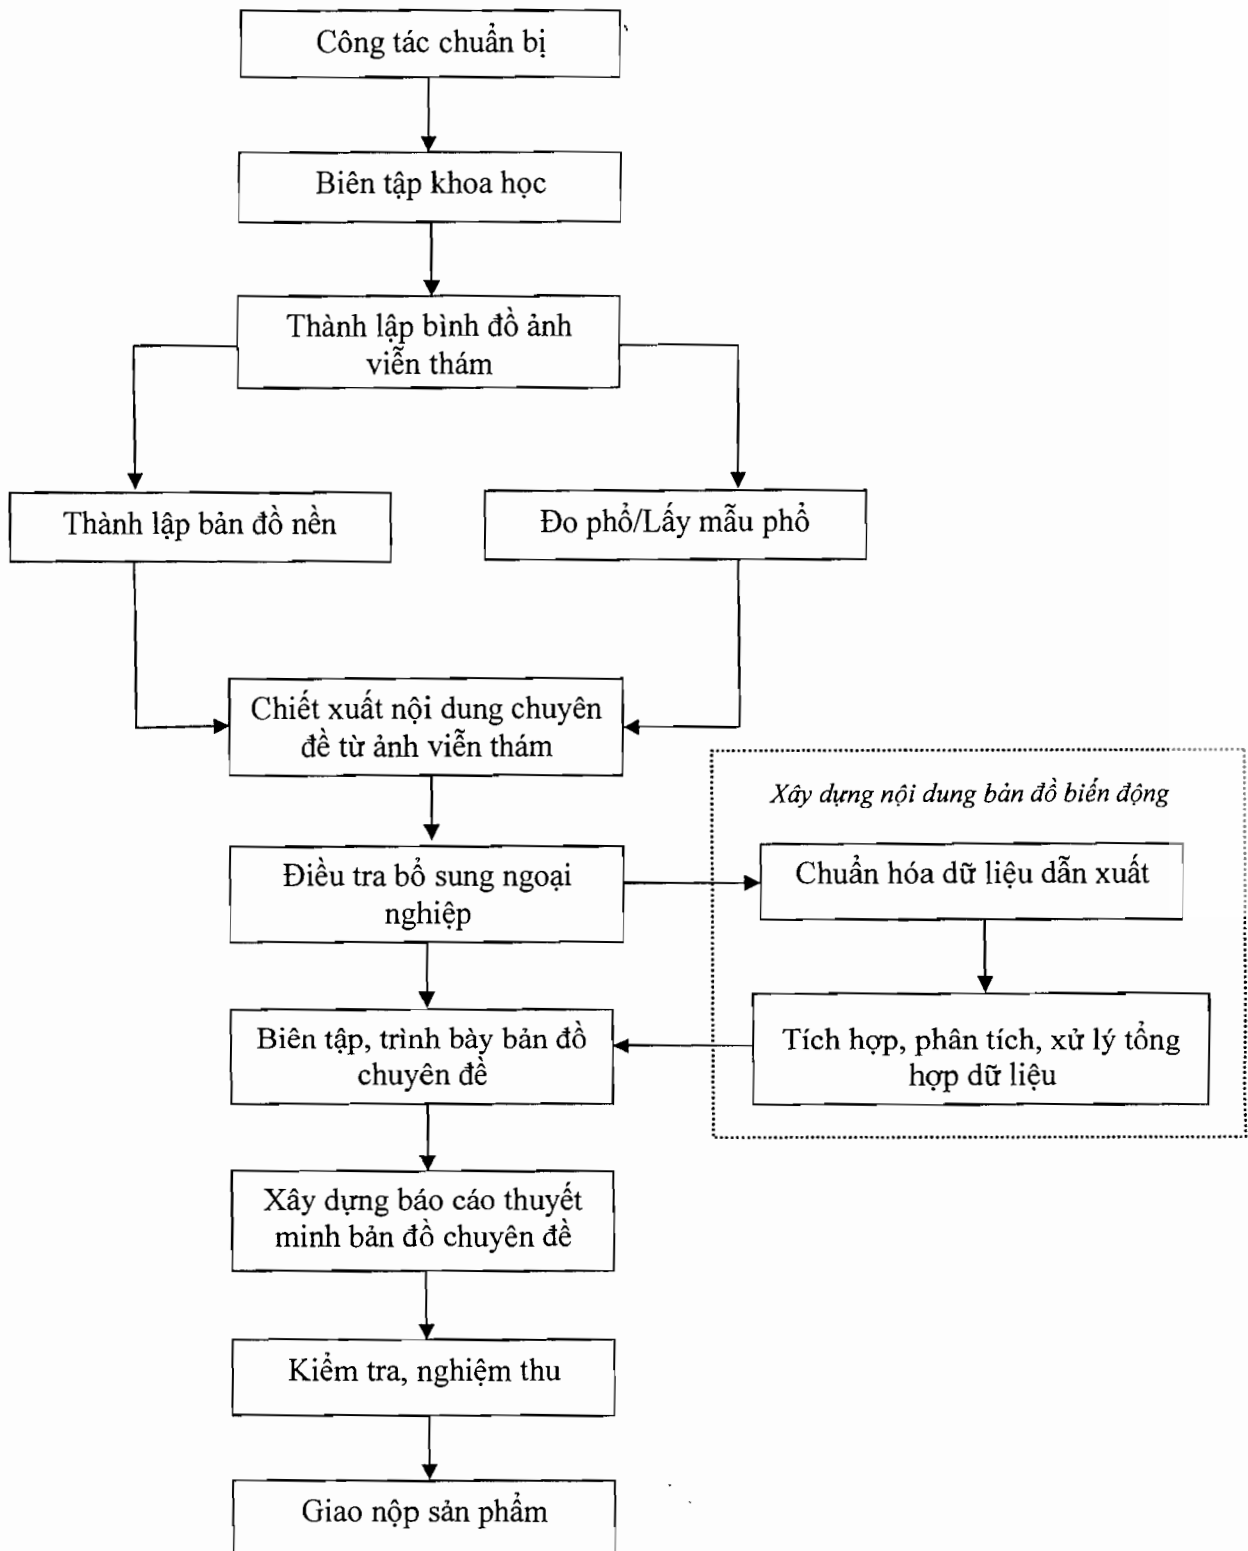 Công tác chuẩn bị
Biên tập khoa học
Thành lập bình đồ ảnh
viễn thám
Thành lập bản đồ nền
Đo phổ/Lấy mẫu phổ
Chiết xuất nội dung chuyên
đề từ ảnh viễn thám
Xây dựng nội dung bản đồ biến động
Điều tra bổ sung ngoại
nghiệp
Chuẩn hóa dữ liệu dẫn xuất
Biên tập, trình bày bản đồ
chuyên đề
Tích hợp, phân tích, xử lý tổng
hợp dữ liệu
Xây dựng báo cáo thuyết
minh bản đồ chuyên đề
Kiểm tra, nghiệm thu
Giao nộp sản phẩm